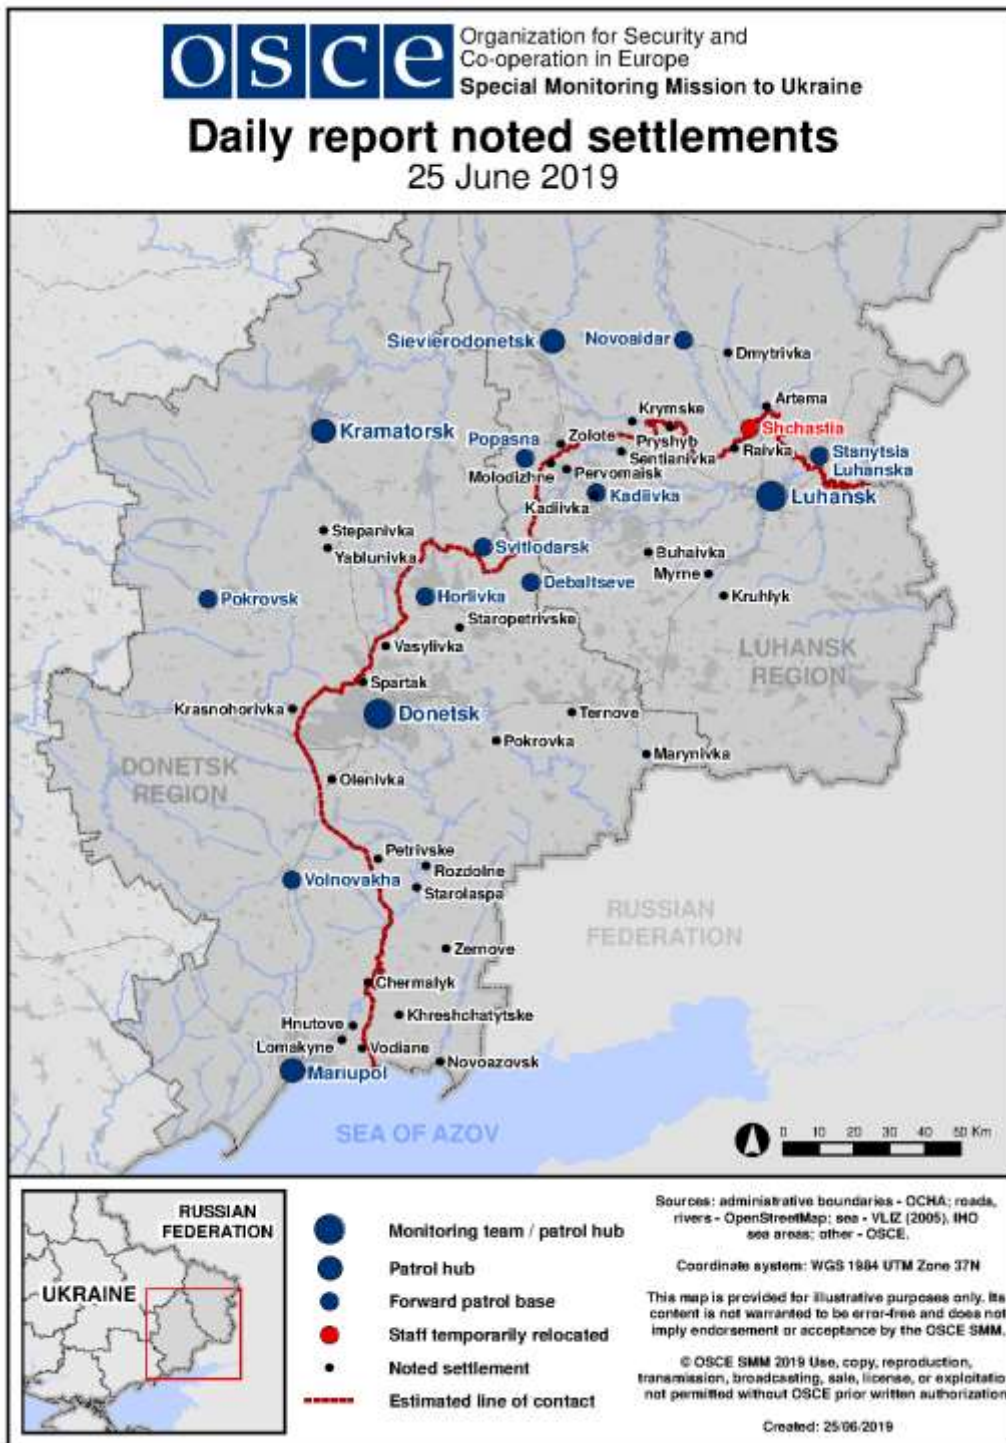 osce
Organization for Security and
Co-operation in Europe
Special Monitoring Mission to Ukraine
Daily report noted settlements
25 June 2019
Sievierodonetsk
Novoaidar
Dmytrivka
Artema
Krymske
Kramatorsk
Shchastia
Popasna
Zolote
Pryshyb
Raivka
Stanytsia
Luhanska
Sentianivka
Molodizhne
Pervomaisk
Kadiivka
Kadiivka
Luhansk
Stepanivka
Yablunivka
Svitlodarsk
Buhaivka
Myrne
Debaltseve
Pokrovsk
Horlivka
Kruhlyk
Staropetrivske
Vasylivka
LUHANSK
REGION
Spartak
Krasnohorivka
Donetsk
Ternove
Pokrovka
Marynivka
DONETSK
REGION
Olenivka
Petrivske
Rozdolne
Volnovakha
Starolaspa
RUSSIAN
FEDERATION
Zernove
Chermalyk
Khreshchatytske
Hnutove
Lomakyne
Vodiane
Novoazovsk
Mariupol
SEA OF AZOV
0 10 20 30 40 50 Km
RUSSIAN
FEDERATION
UKRAINE
Monitoring team / patrol hub
Patrol hub
Forward patrol base
Staff temporarily relocated
Noted settlement
Estimated line of contact
Sources: administrative boundaries - OCHA; roads,
rivers - OpenStreetMap; sea - VLIZ (2005), IHO
sea areas; other - OSCE.
Coordinate system: WGS 1984 UTM Zone 37N
This map is provided for illustrative purposes only. Its
content is not warranted to be error-free and does not
imply endorsement or acceptance by the OSCE SMM.
© OSCE SMM 2019 Use, copy, reproduction,
transmission, broadcasting, sale, license, or exploitatio
not permitted without OSCE prior written authorization
Created: 25/06/2019